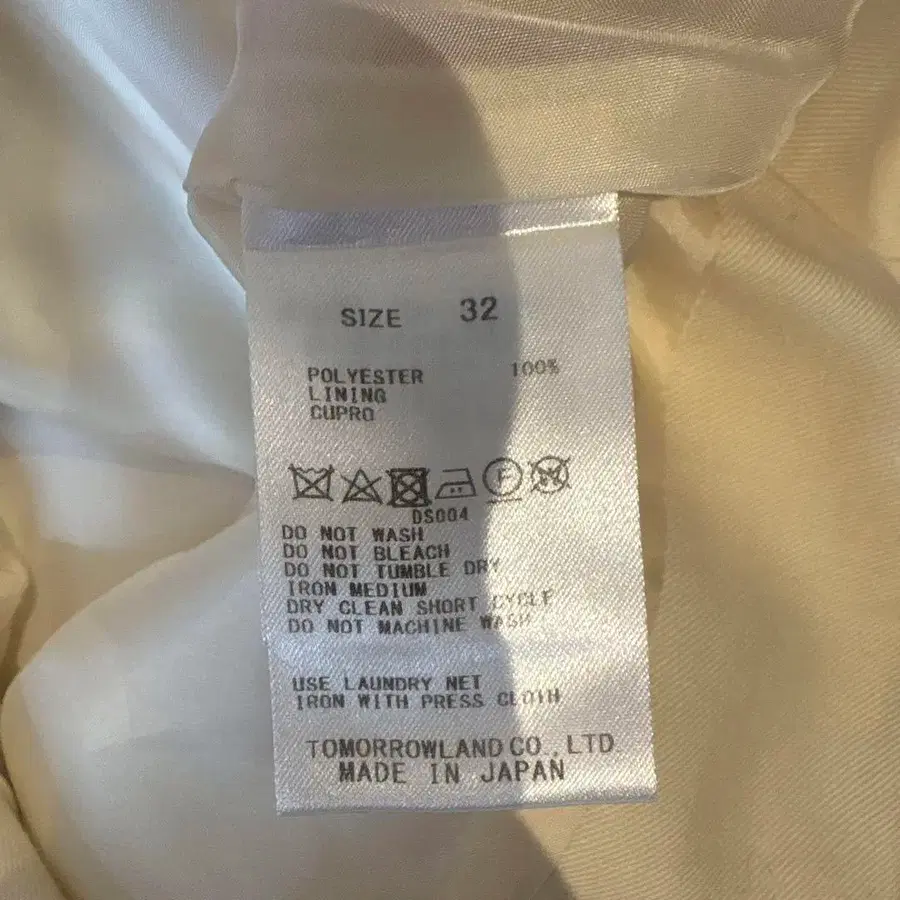 SIZE 32
POLYESTER 100%
LINING
CUPRO
F
DS004
DO NOT WASH
DO NOT BLEACH
DO NOT TUMBLE DRY
IRON MEDIUM
DRY CLEAN SHORT CYCLE
DO NOT MACHINE WASH
USE LAUNDRY NET
IRON WITH PRESS CLOTH
TOMORROWLAND CO., LTD.
MADE IN JAPAN